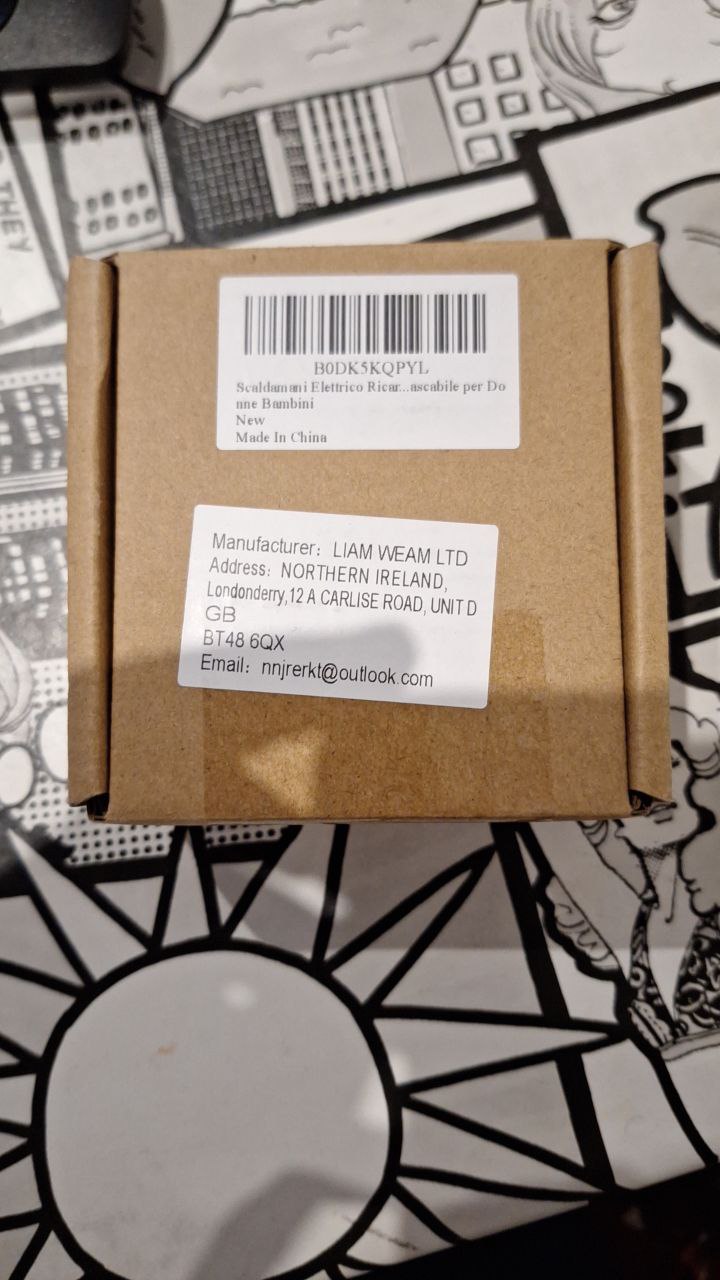 THEY
B0DK5KQPYL
Scaldamani Elettrico Ricar...ascabile per Do
nne Bambini
New
Made In China
Manufacturer: LIAM WEAM LTD
Address: NORTHERN IRELAND,
Londonderry,12 A CARLISE ROAD, UNIT D
GB
BT48 6QX
Email: nnjrerkt@outlook.com